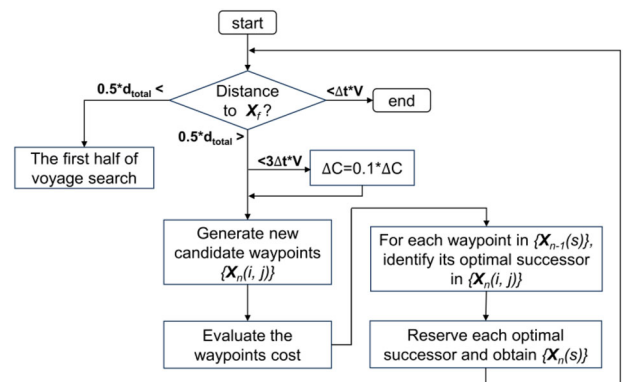 start
Distance
to X_f ?
0.5*d_total <
<Δt*V
end
0.5*d_total >
The first half of
voyage search
<3Δt*V
ΔC=0.1*ΔC
Generate new
candidate waypoints
{X_n(i, j)}
For each waypoint in {X_n-1(s)},
identify its optimal successor
in {X_n(i, j)}
Evaluate the
waypoints cost
Reserve each optimal
successor and obtain {X_n(s)}